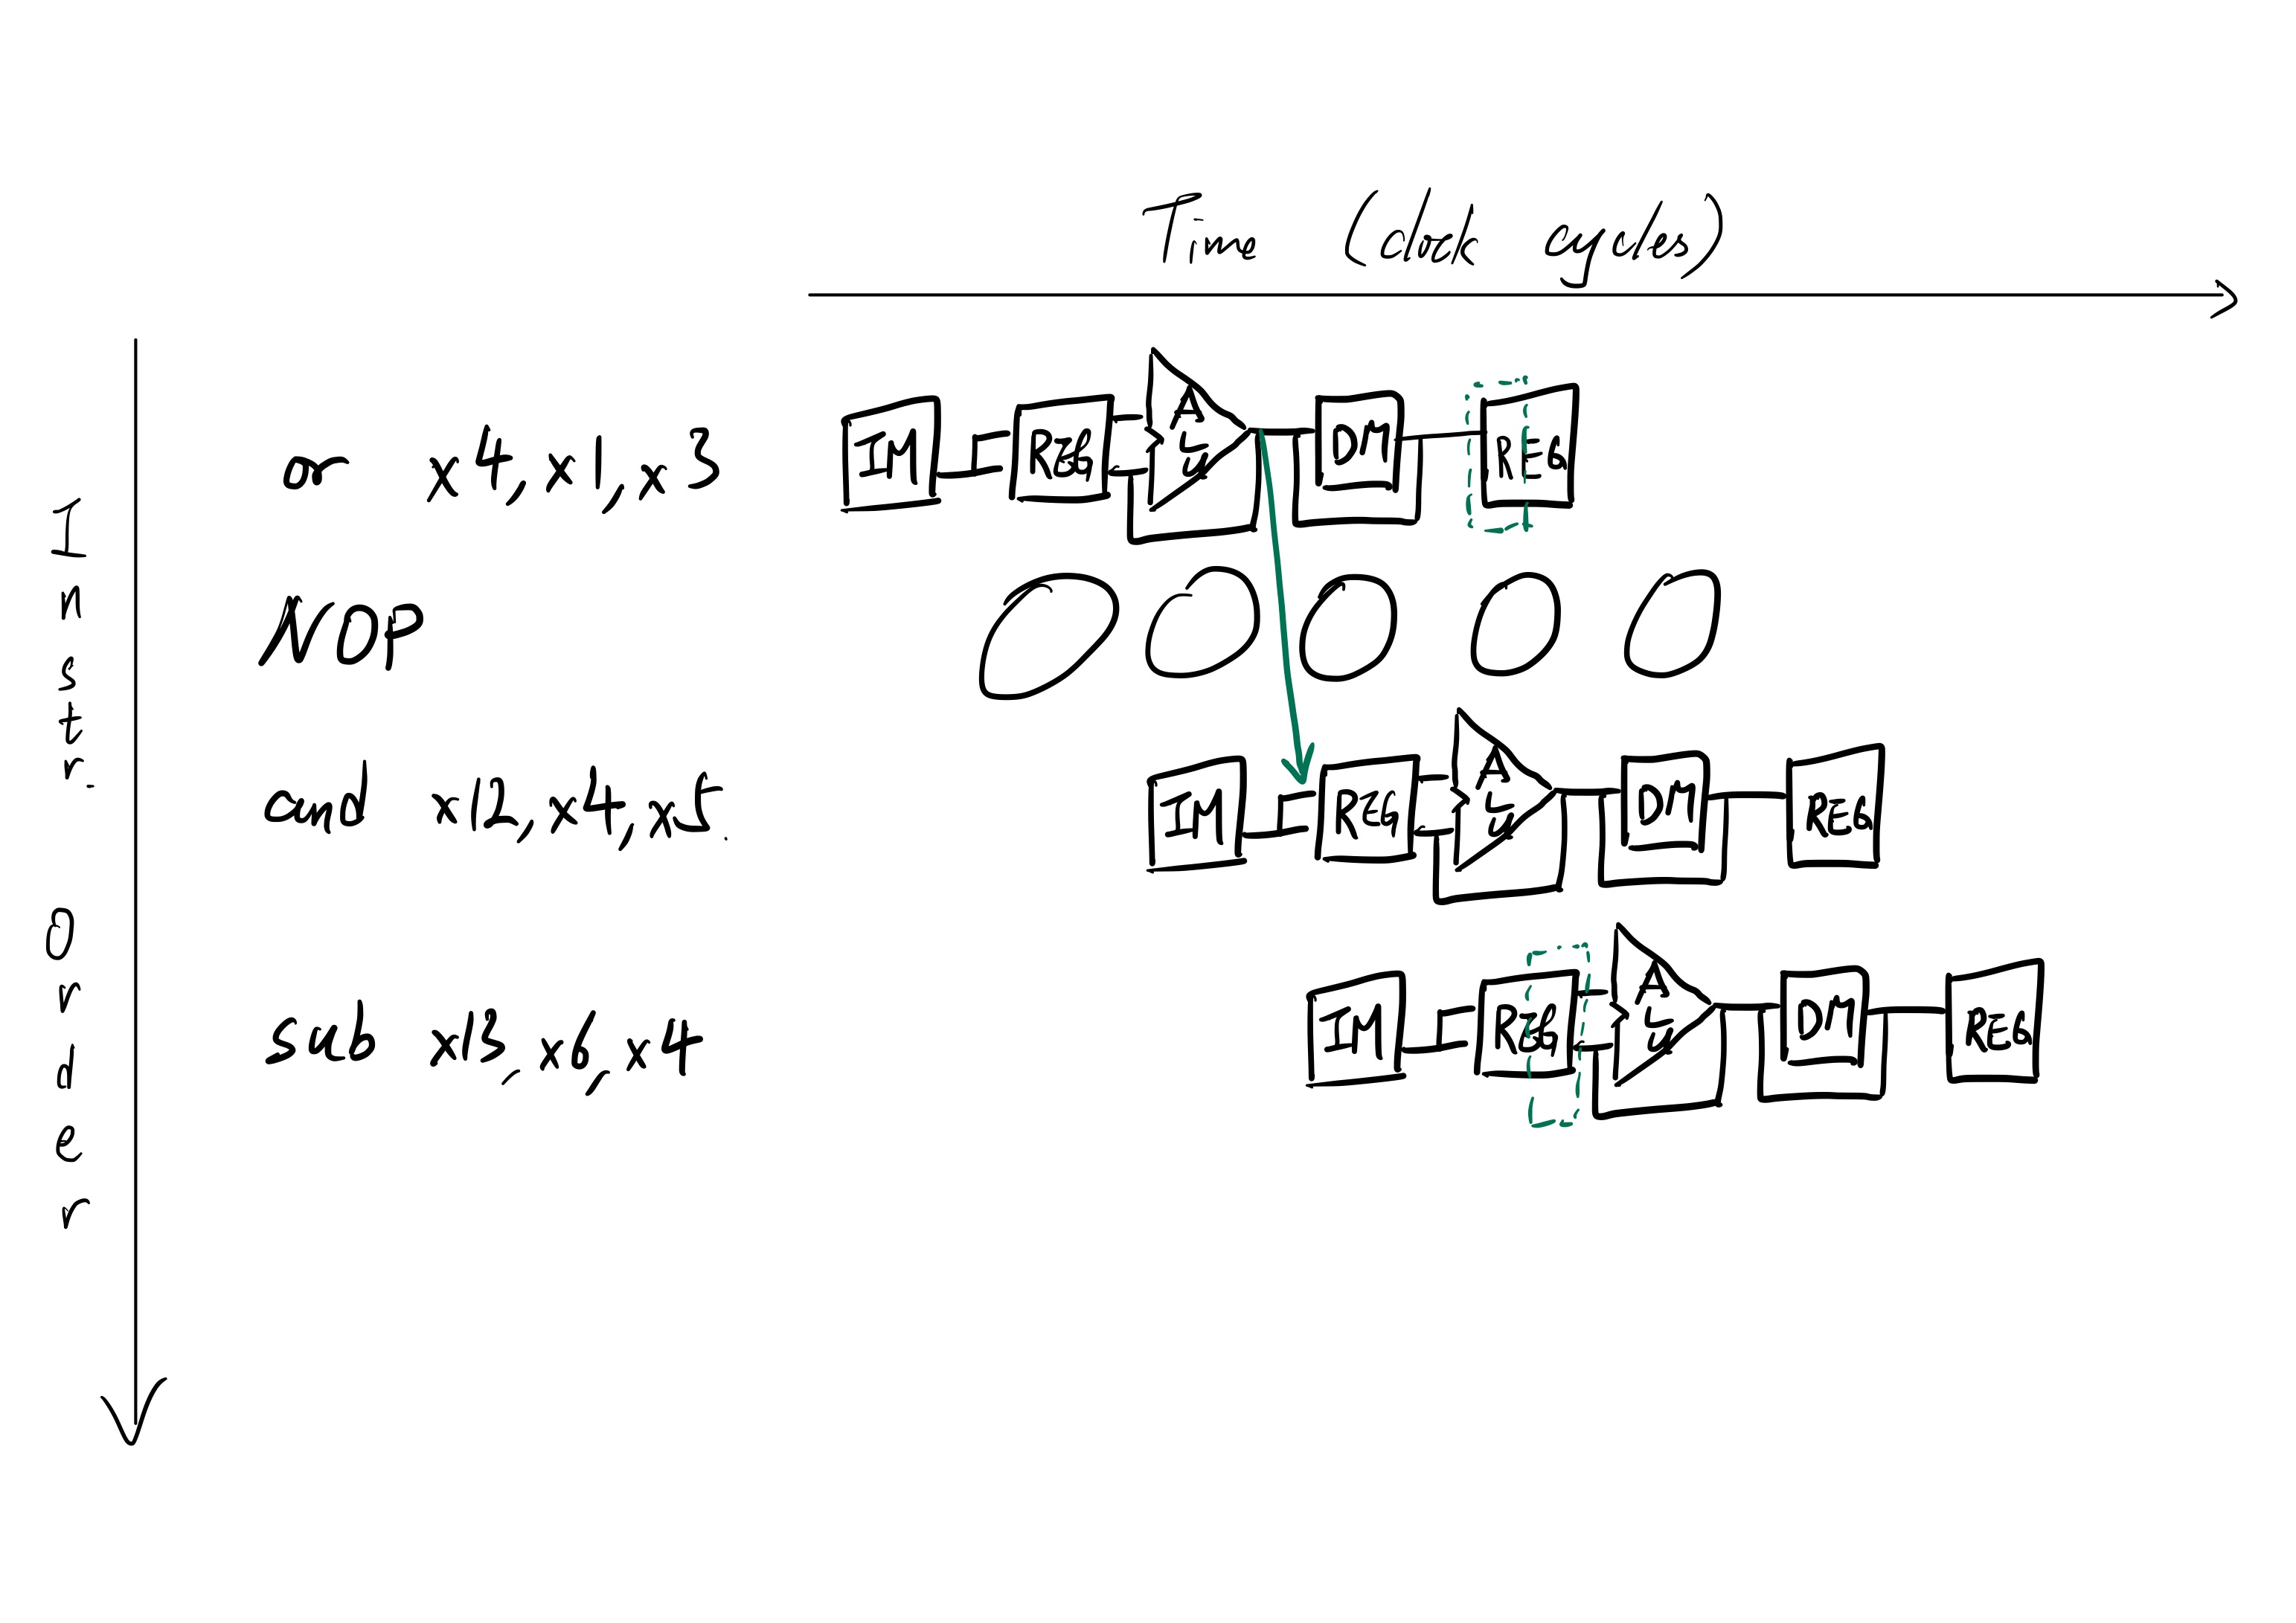 Time (clock cycles)
Instr. Order
or x4, x1, x3
IM REG ALU DM REG
NOP
and x12, x4, x5
IM REG ALU DM REG
sub x13, x6, x4
IM REG ALU DM REG